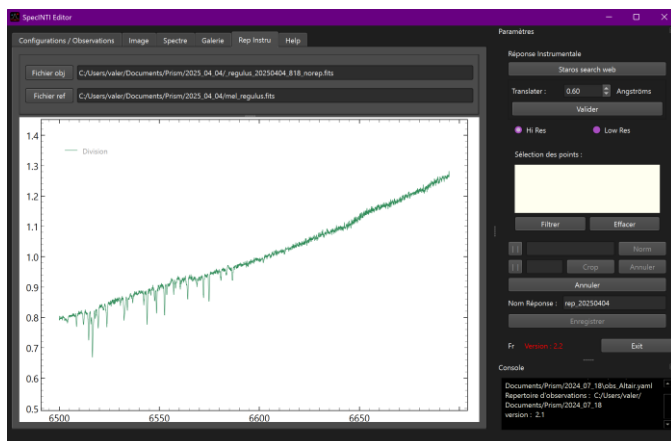 SpecINTI Editor
Configurations / Observations Image Spectre Galerie Rep Instru Help
Fichier obj C:/Users/valer/Documents/Prism/2025_04_04/_regulus_20250404_818_norep.fits
Fichier ref C:/Users/valer/Documents/Prism/2025_04_04/mel_regulus.fits
Division
1.4
1.3
1.2
1.1
1.0
0.9
0.8
0.7
0.6
0.5
6500 6550 6600 6650
Paramètres
Réponse Instrumentale
Staros search web
Translater : 0.60 Angströms
Valider
Hi Res Low Res
Sélection des points :
Filtrer Effacer
[ ] Norm
[ ] Crop Annuler
Annuler
Nom Réponse : rep_20250404
Enregistrer
Fr Version : 2.2 Exit
Console
Documents/Prism/2024_07_18\obs_Altair.yaml
Repertoire d'observations : C:/Users/valer/
Documents/Prism/2024_07_18
version : 2.1